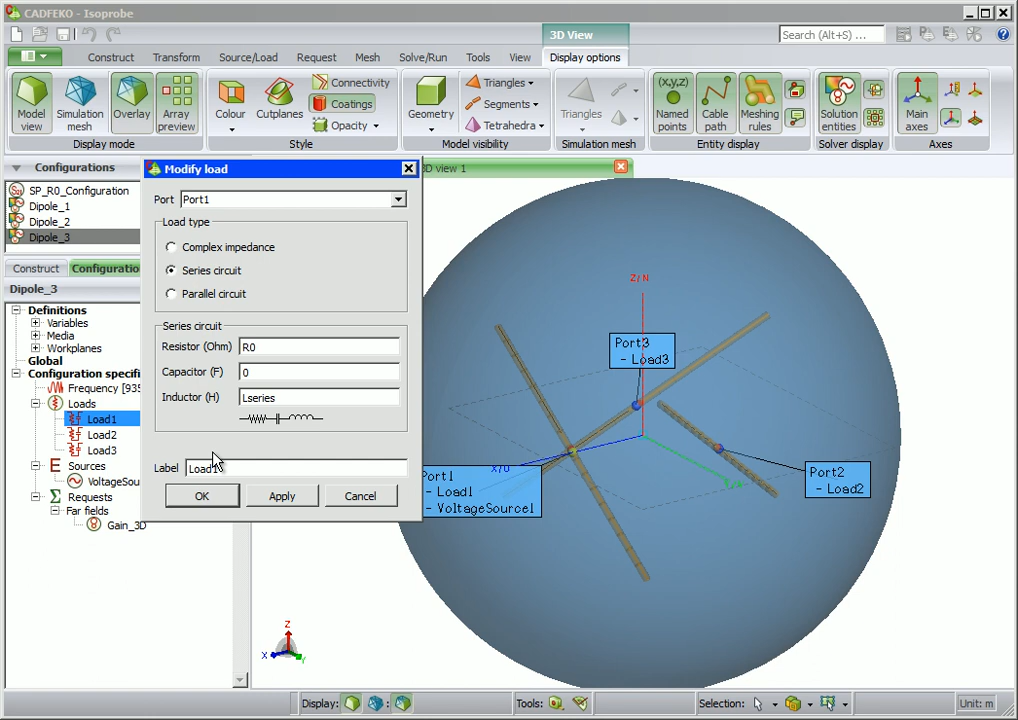 CADFEKO - Isoprobe
3D View
Search (Alt+S) ...
Construct Transform Source/Load Request Mesh Solve/Run Tools View Display options
Model view
Simulation mesh
Overlay
Array preview
Display mode
Colour
Cutplanes
Connectivity
Coatings
Opacity
Style
Geometry
Triangles
Segments
Tetrahedra
Model visibility
Triangles
Simulation mesh
Named points
Cable path
Meshing rules
Entity display
Solution entities
Solver display
Main axes
Axes
Configurations
SP_R0_Configuration
Dipole_1
Dipole_2
Dipole_3
Construct
Dipole_3
Definitions
Variables
Media
Workplanes
Global
Loads
Load1
Load2
Load3
Sources
Requests
Far fields
Gain_3D
Modify load
Port Port1
Load type
Complex impedance
Series circuit
Parallel circuit
Series circuit
Resistor (Ohm) R0
Capacitor (F) 0
Inductor (H) Lseries
Label Load1
OK Apply Cancel
3D view 1
Z/N
Port3
- Load3
Port1
- Load1
- VoltageSource1
Port2
- Load2
X/U
Z
X
Y
Display:
Tools:
Selection:
Unit: m